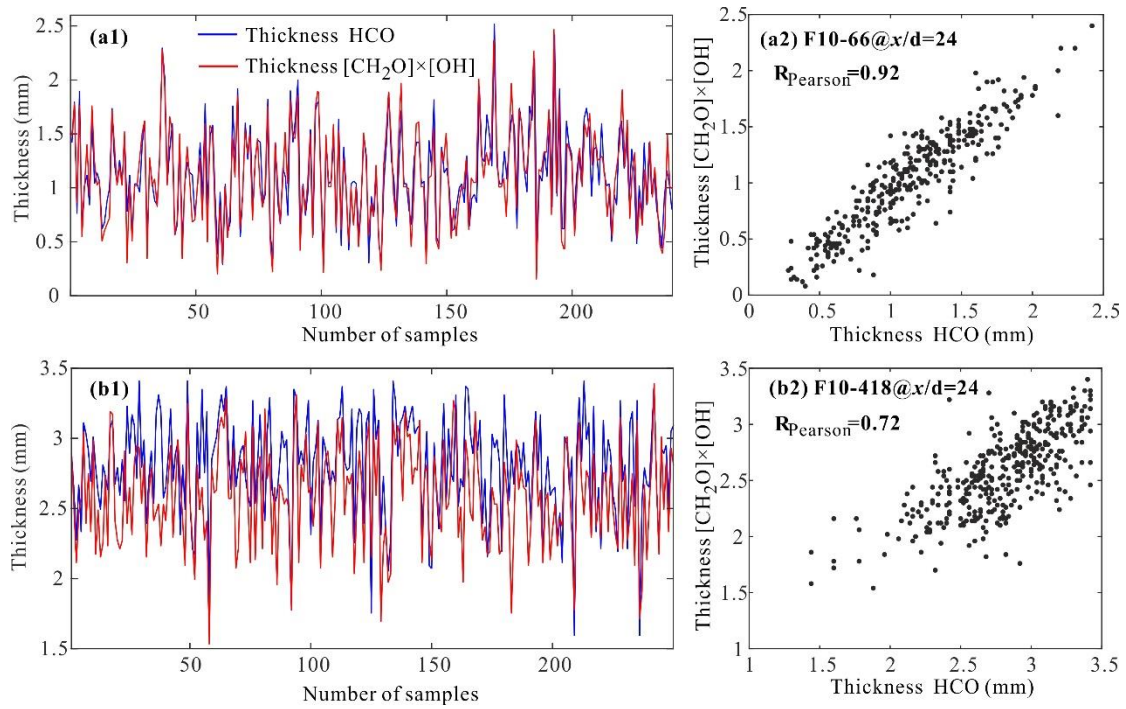 (a1)
Thickness HCO
Thickness [CH2O]×[OH]
Thickness (mm)
2.5
2
1.5
1
0.5
0
50
100
150
200
Number of samples
(a2) F10-66@x/d=24
RPearson=0.92
Thickness [CH2O]×[OH]
2.5
2
1.5
1
0.5
0
0
0.5
1
1.5
2
2.5
Thickness HCO (mm)
(b1)
Thickness (mm)
3.5
3
2.5
2
1.5
50
100
150
200
Number of samples
(b2) F10-418@x/d=24
RPearson=0.72
Thickness [CH2O]×[OH]
3.5
3
2.5
2
1.5
1
1
1.5
2
2.5
3
3.5
Thickness HCO (mm)